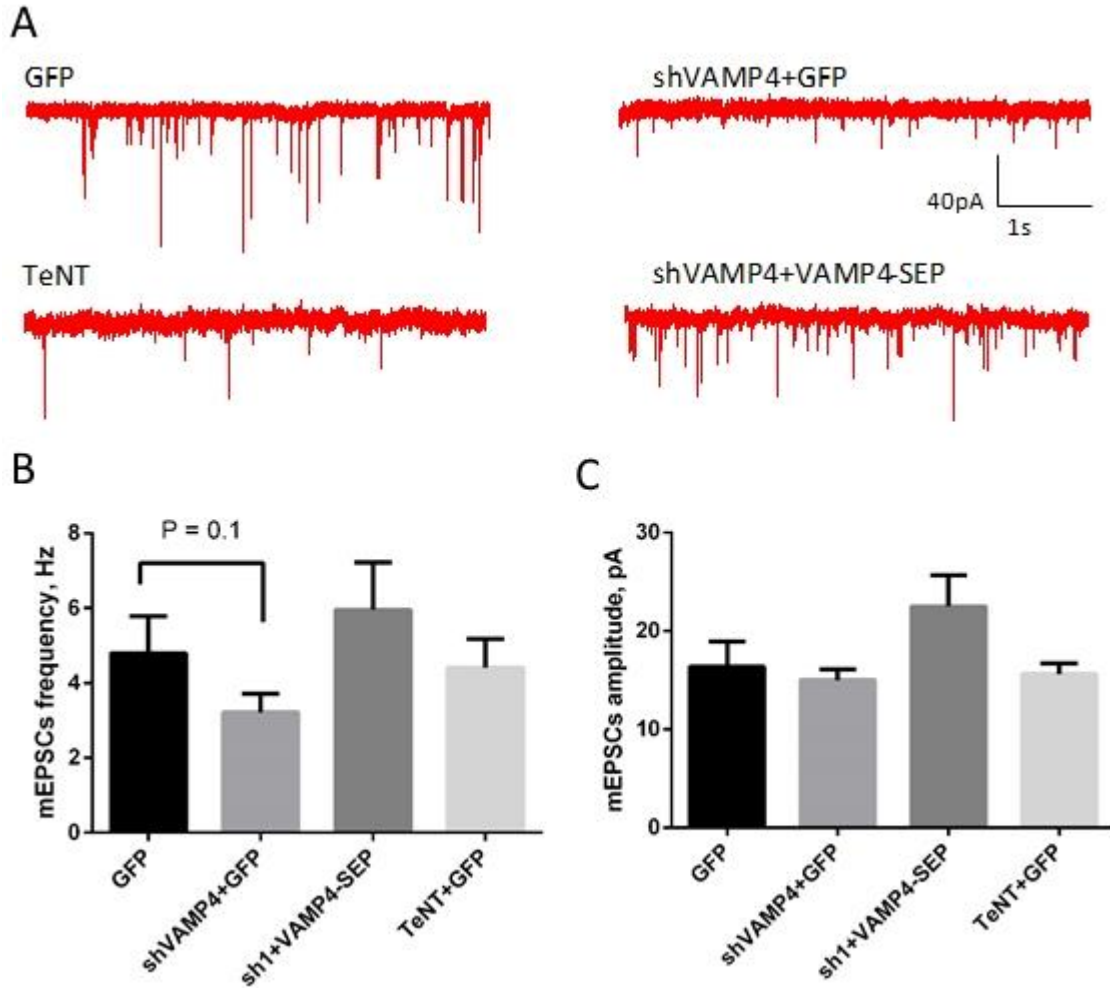 A
GFP
shVAMP4+GFP
40pA
1s
TeNT
shVAMP4+VAMP4-SEP
B
P = 0.1
mEPSCs frequency, Hz
8
6
4
2
0
GFP
shVAMP4+GFP
sh1+VAMP4-SEP
TeNT+GFP
C
mEPSCs amplitude, pA
30
20
10
0
GFP
shVAMP4+GFP
sh1+VAMP4-SEP
TeNT+GFP